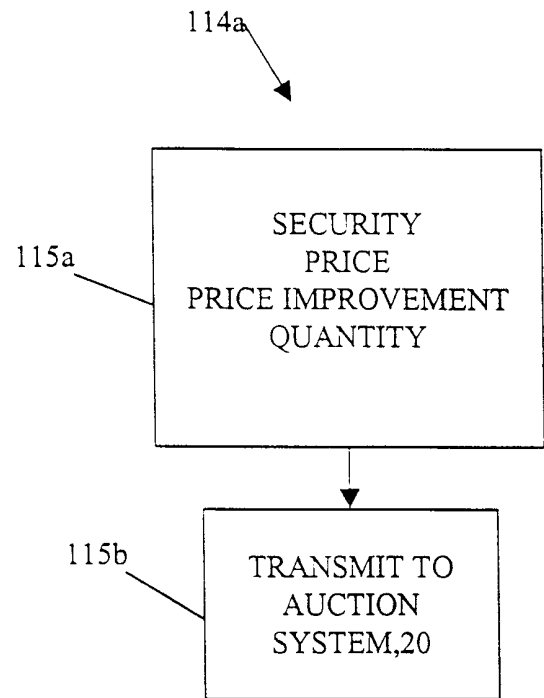 114a
115a
SECURITY
PRICE
PRICE IMPROVEMENT
QUANTITY
115b
TRANSMIT TO
AUCTION
SYSTEM,20